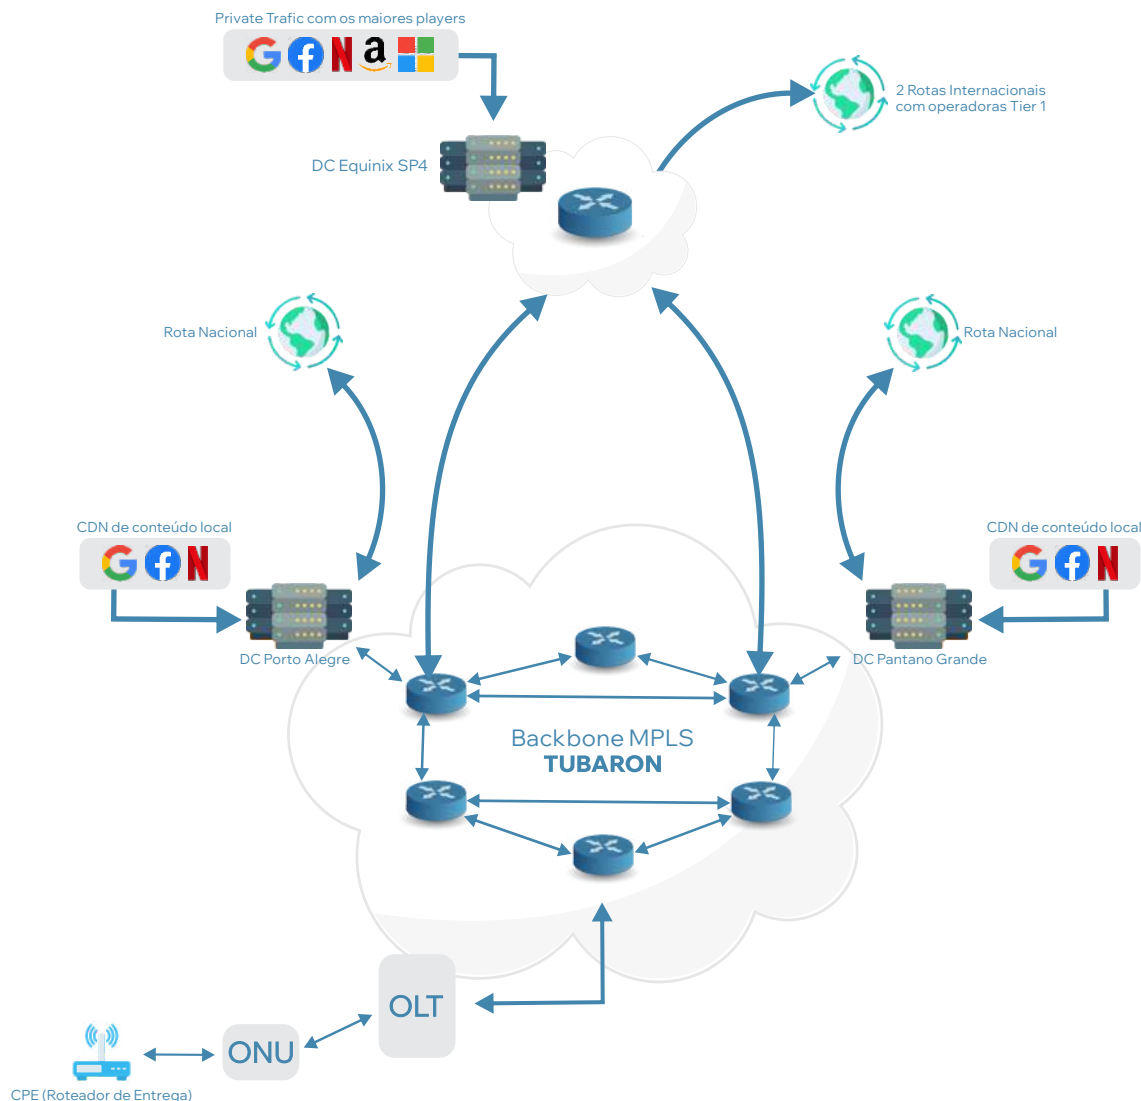 Private Trafic com os maiores players
2 Rotas Internacionais
com operadoras Tier 1
DC Equinix SP4
Rota Nacional
Rota Nacional
CDN de conteúdo local
CDN de conteúdo local
DC Porto Alegre
DC Pantano Grande
Backbone MPLS
TUBARON
OLT
ONU
CPE (Roteador de Entrega)